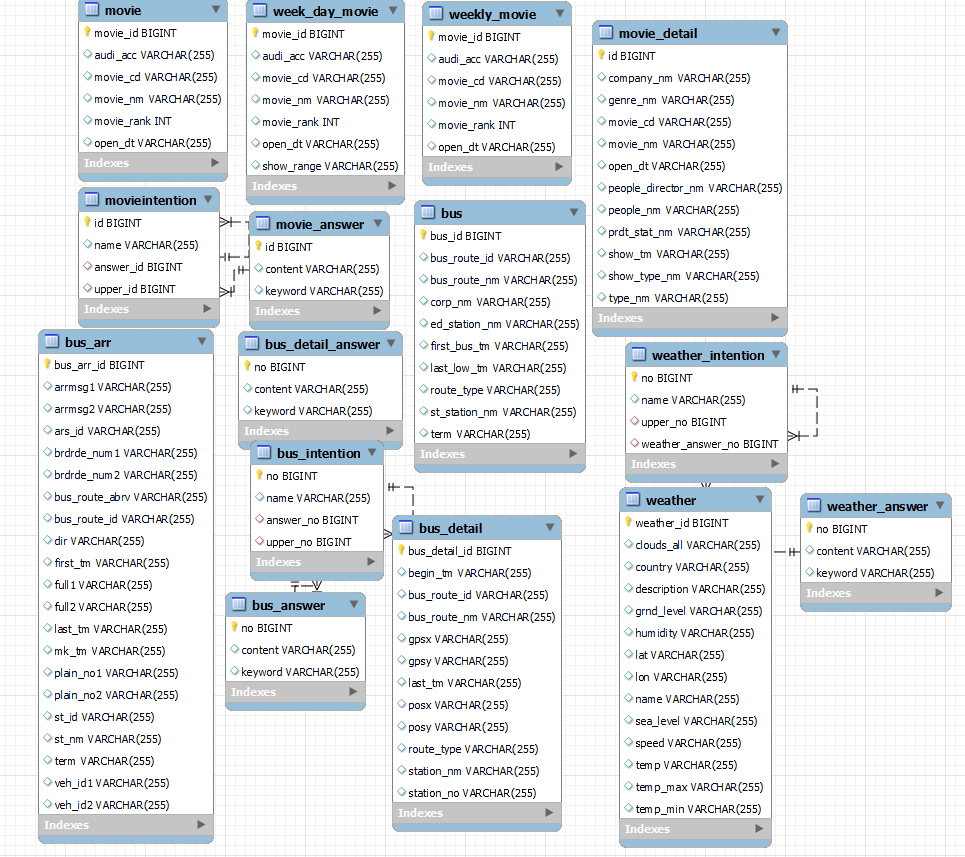 movie
movie_id BIGINT
audi_acc VARCHAR(255)
movie_cd VARCHAR(255)
movie_nm VARCHAR(255)
movie_rank INT
open_dt VARCHAR(255)
Indexes
week_day_movie
movie_id BIGINT
audi_acc VARCHAR(255)
movie_cd VARCHAR(255)
movie_nm VARCHAR(255)
movie_rank INT
open_dt VARCHAR(255)
show_range VARCHAR(255)
Indexes
weekly_movie
movie_id BIGINT
audi_acc VARCHAR(255)
movie_cd VARCHAR(255)
movie_nm VARCHAR(255)
movie_rank INT
open_dt VARCHAR(255)
Indexes
movie_detail
id BIGINT
company_nm VARCHAR(255)
genre_nm VARCHAR(255)
movie_cd VARCHAR(255)
movie_nm VARCHAR(255)
open_dt VARCHAR(255)
people_director_nm VARCHAR(255)
people_nm VARCHAR(255)
prdt_stat_nm VARCHAR(255)
show_tm VARCHAR(255)
show_type_nm VARCHAR(255)
type_nm VARCHAR(255)
Indexes
movieintention
id BIGINT
name VARCHAR(255)
answer_id BIGINT
upper_id BIGINT
Indexes
movie_answer
id BIGINT
content VARCHAR(255)
keyword VARCHAR(255)
Indexes
bus
bus_id BIGINT
bus_route_id VARCHAR(255)
bus_route_nm VARCHAR(255)
corp_nm VARCHAR(255)
ed_station_nm VARCHAR(255)
first_bus_tm VARCHAR(255)
last_low_tm VARCHAR(255)
route_type VARCHAR(255)
st_station_nm VARCHAR(255)
term VARCHAR(255)
Indexes
bus_arr
bus_arr_id BIGINT
arrmsg1 VARCHAR(255)
arrmsg2 VARCHAR(255)
ars_id VARCHAR(255)
brdrde_num1 VARCHAR(255)
brdrde_num2 VARCHAR(255)
bus_route_abrv VARCHAR(255)
bus_route_id VARCHAR(255)
dir VARCHAR(255)
first_tm VARCHAR(255)
full1 VARCHAR(255)
full2 VARCHAR(255)
last_tm VARCHAR(255)
mk_tm VARCHAR(255)
plain_no1 VARCHAR(255)
plain_no2 VARCHAR(255)
st_id VARCHAR(255)
st_nm VARCHAR(255)
term VARCHAR(255)
veh_id1 VARCHAR(255)
veh_id2 VARCHAR(255)
Indexes
bus_detail_answer
no BIGINT
content VARCHAR(255)
keyword VARCHAR(255)
Indexes
bus_intention
no BIGINT
name VARCHAR(255)
answer_no BIGINT
upper_no BIGINT
Indexes
bus_answer
no BIGINT
content VARCHAR(255)
keyword VARCHAR(255)
Indexes
bus_detail
bus_detail_id BIGINT
begin_tm VARCHAR(255)
bus_route_id VARCHAR(255)
bus_route_nm VARCHAR(255)
gpsx VARCHAR(255)
gpsy VARCHAR(255)
last_tm VARCHAR(255)
posx VARCHAR(255)
posy VARCHAR(255)
route_type VARCHAR(255)
station_nm VARCHAR(255)
station_no VARCHAR(255)
Indexes
weather_intention
no BIGINT
name VARCHAR(255)
upper_no BIGINT
weather_answer_no BIGINT
Indexes
weather
weather_id BIGINT
clouds_all VARCHAR(255)
country VARCHAR(255)
description VARCHAR(255)
grnd_level VARCHAR(255)
humidity VARCHAR(255)
lat VARCHAR(255)
lon VARCHAR(255)
name VARCHAR(255)
sea_level VARCHAR(255)
speed VARCHAR(255)
temp VARCHAR(255)
temp_max VARCHAR(255)
temp_min VARCHAR(255)
Indexes
weather_answer
no BIGINT
content VARCHAR(255)
keyword VARCHAR(255)
Indexes